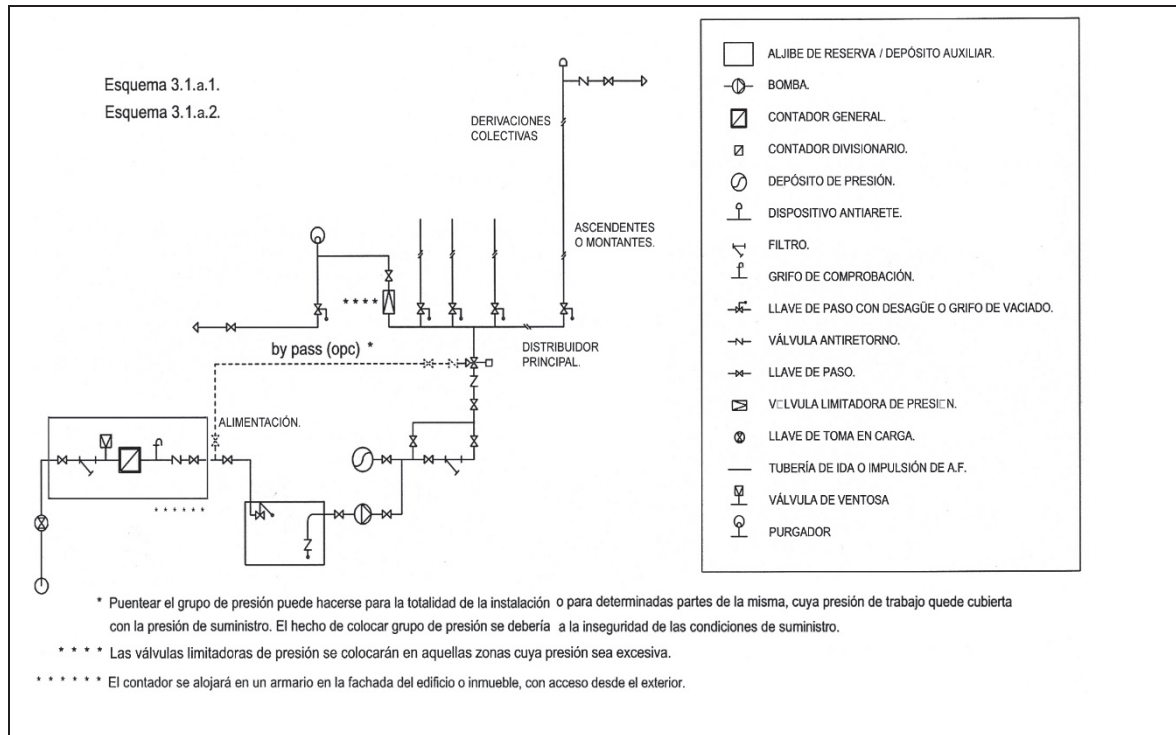 Esquema 3.1.a.1.
Esquema 3.1.a.2.
DERIVACIONES
COLECTIVAS
ASCENDENTES
O MONTANTES.
* * * *
DISTRIBUIDOR
PRINCIPAL.
by pass (opc) *
ALIMENTACIÓN.
* * * * * *
ALJIBE DE RESERVA / DEPÓSITO AUXILIAR.
BOMBA.
CONTADOR GENERAL.
CONTADOR DIVISIONARIO.
DEPÓSITO DE PRESIÓN.
DISPOSITIVO ANTIARETE.
FILTRO.
GRIFO DE COMPROBACIÓN.
LLAVE DE PASO CON DESAGÜE O GRIFO DE VACIADO.
VÁLVULA ANTIRETORNO.
LLAVE DE PASO.
V□LVULA LIMITADORA DE PRESI□N.
LLAVE DE TOMA EN CARGA.
TUBERÍA DE IDA O IMPULSIÓN DE A.F.
VÁLVULA DE VENTOSA
PURGADOR
* Puentear el grupo de presión puede hacerse para la totalidad de la instalación o para determinadas partes de la misma, cuya presión de trabajo quede cubierta
con la presión de suministro. El hecho de colocar grupo de presión se debería a la inseguridad de las condiciones de suministro.
* * * * Las válvulas limitadoras de presión se colocarán en aquellas zonas cuya presión sea excesiva.
* * * * * * El contador se alojará en un armario en la fachada del edificio o inmueble, con acceso desde el exterior.